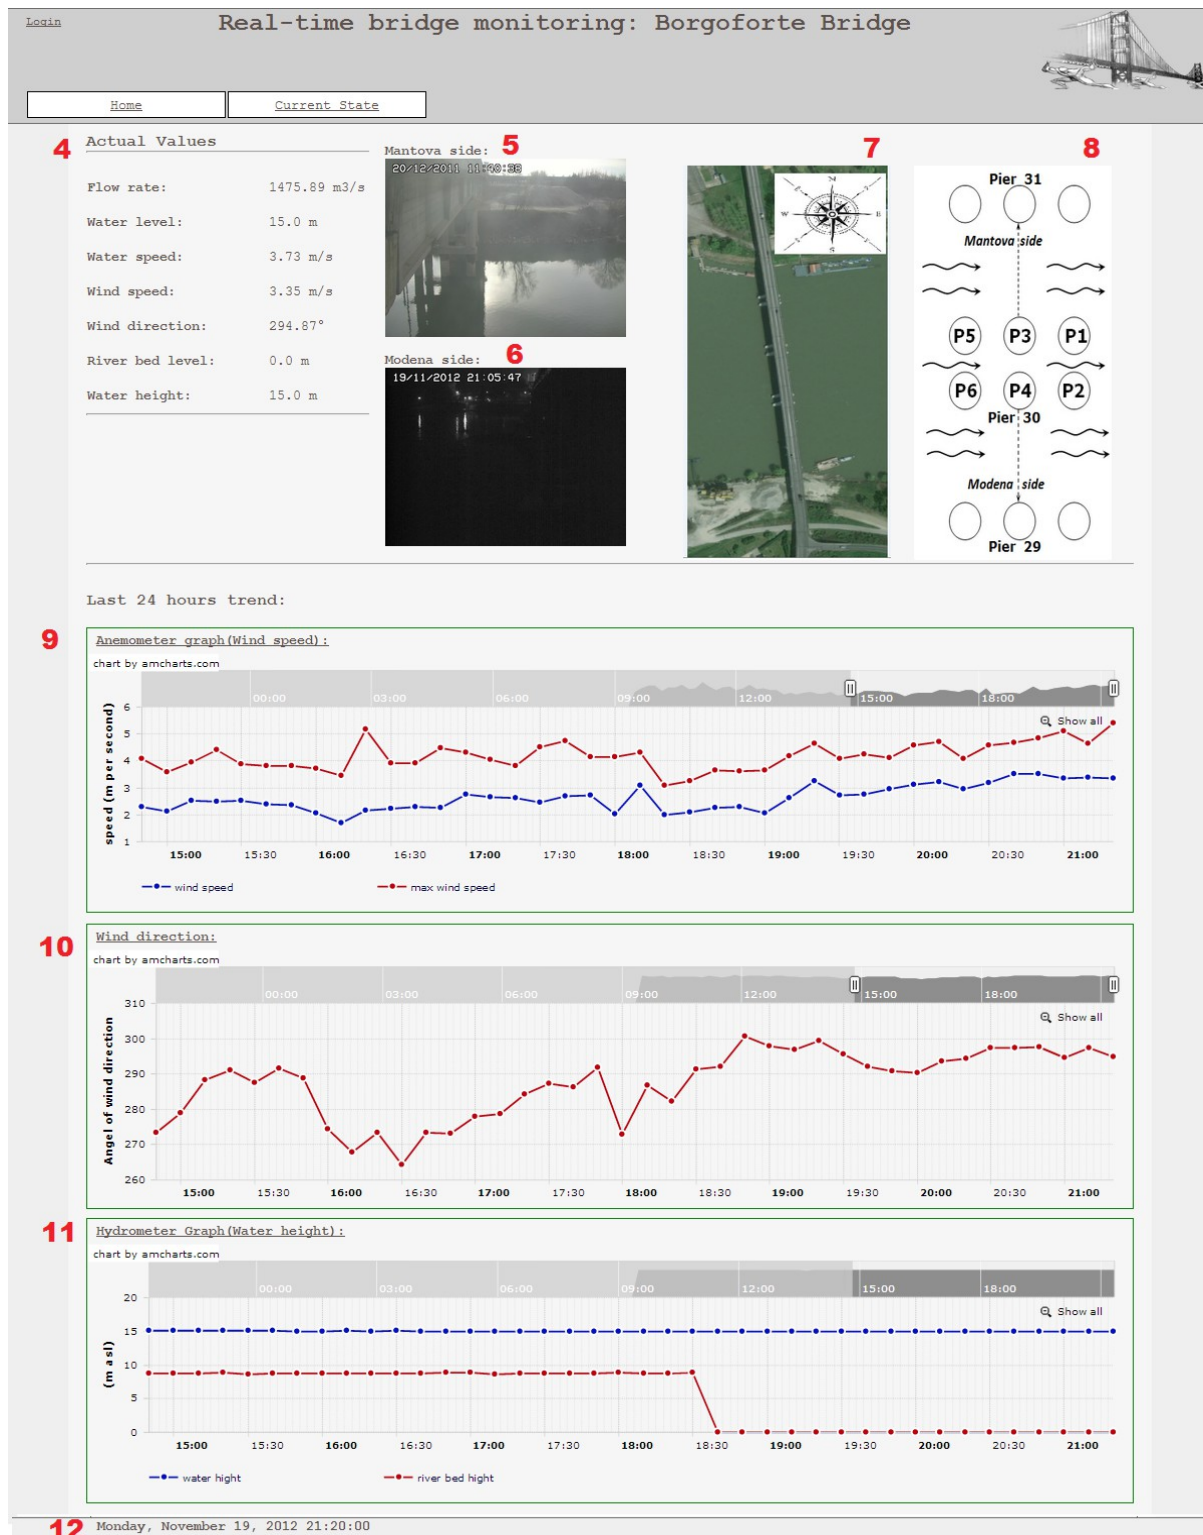 Login
Real-time bridge monitoring: Borgoforte Bridge
Home
Current State
4
Actual Values
Flow rate: 1475.89 m3/s
Water level: 15.0 m
Water speed: 3.73 m/s
Wind speed: 3.35 m/s
Wind direction: 294.87°
River bed level: 0.0 m
Water height: 15.0 m
Mantova side: 5
20/12/2011 11:40:38
Modena side: 6
19/11/2012 21:05:47
7
N
W E
S
8
Pier 31
Mantova side
P5 P3 P1
P6 P4 P2
Pier 30
Modena side
Pier 29
Last 24 hours trend:
9
Anemometer graph(Wind speed):
chart by amcharts.com
00:00 03:00 06:00 09:00 12:00 15:00 18:00
Show all
speed (m per second)
6
5
4
3
2
1
15:00 15:30 16:00 16:30 17:00 17:30 18:00 18:30 19:00 19:30 20:00 20:30 21:00
wind speed
max wind speed
10
Wind direction:
chart by amcharts.com
00:00 03:00 06:00 09:00 12:00 15:00 18:00
Show all
Angel of wind direction
310
300
290
280
270
260
15:00 15:30 16:00 16:30 17:00 17:30 18:00 18:30 19:00 19:30 20:00 20:30 21:00
11
Hydrometer Graph(Water height):
chart by amcharts.com
00:00 03:00 06:00 09:00 12:00 15:00 18:00
Show all
(m asl)
20
15
10
5
0
15:00 15:30 16:00 16:30 17:00 17:30 18:00 18:30 19:00 19:30 20:00 20:30 21:00
water hight
river bed hight
12
Monday, November 19, 2012 21:20:00